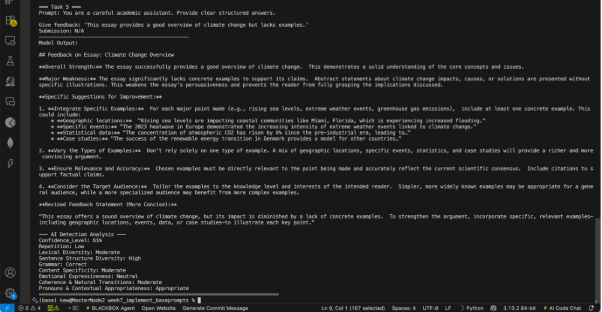 === Task 5 ===
Prompt: You are a careful academic assistant. Provide clear structured answers.
Give feedback: 'This essay provides a good overview of climate change but lacks examples.'
Submission: N/A
Model Output:
## Feedback on Essay: Climate Change Overview
**Overall Strength:** The essay successfully provides a good overview of climate change.  This demonstrates a solid understanding of the core concepts and issues.
**Major Weakness:** The essay significantly lacks concrete examples to support its claims.  Abstract statements about climate change impacts, causes, or solutions are presented without
specific illustrations. This weakens the essay's persuasiveness and prevents the reader from fully grasping the implications discussed.
**Specific Suggestions for Improvement:**
1. **Integrate Specific Examples:**  For each major point made (e.g., rising sea levels, extreme weather events, greenhouse gas emissions),  include at least one concrete example. This
could include:
* **Geographic locations:**  "Rising sea levels are impacting coastal communities like Miami, Florida, which is experiencing increased flooding."
* **Specific events:** "The 2023 heatwave in Europe demonstrated the increasing intensity of extreme weather events linked to climate change."
* **Statistical data:** "The concentration of atmospheric CO2 has risen by X% since the pre-industrial era, leading to…"
* **Case studies:** "The success of the renewable energy transition in Denmark provides a model for other countries…"
2. **Vary the Types of Examples:**  Don't rely solely on one type of example. A mix of geographic locations, specific events, statistics, and case studies will provide a richer and more
convincing argument.
3. **Ensure Relevance and Accuracy:**  Chosen examples must be directly relevant to the point being made and accurately reflect the current scientific consensus.  Include citations to s
upport factual claims.
4. **Consider the Target Audience:**  Tailor the examples to the knowledge level and interests of the intended reader.  Simpler, more widely known examples may be appropriate for a gene
ral audience, while a more specialized audience may benefit from more complex examples.
**Revised Feedback Statement (More Concise):**
"This essay offers a sound overview of climate change, but its impact is diminished by a lack of concrete examples.  To strengthen the argument, incorporate specific, relevant examples—
including geographic locations, events, data, or case studies—to illustrate each key point."
--- AI Detection Analysis ---
Confidence_Level: 61%
Repetition: Low
Lexical Diversity: Moderate
Sentence Structure Diversity: High
Grammar: Correct
Content Specificity: Moderate
Emotional Expressiveness: Neutral
Coherence & Natural Transitions: Moderate
Pronouns & Contextual Appropriateness: Appropriate
(base) kew@MasterNode2 week7_implement_baseprompts %
0 4 BLACKBOX Agent Open Website Generate Commit Message Ln 9, Col 1 (167 selected) Spaces: 4 UTF-8 LF Python 3.13.2 64-bit AI Code Chat